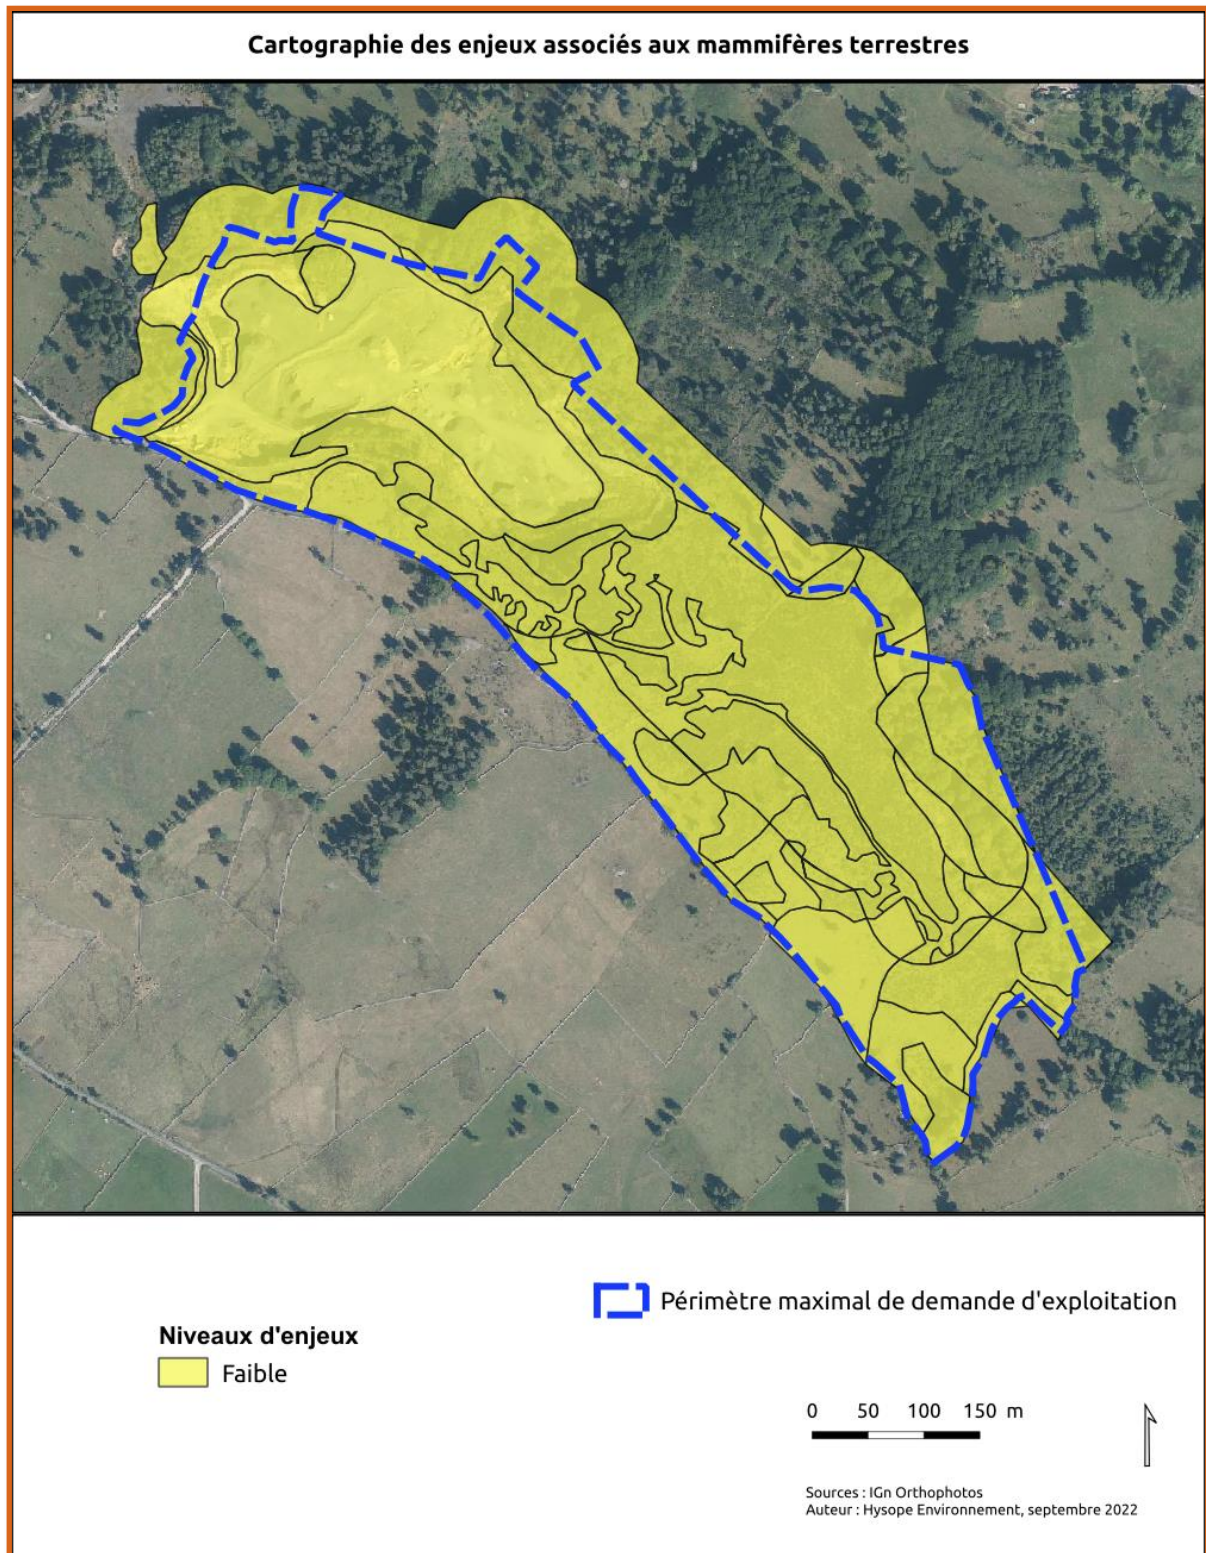 Cartographie des enjeux associés aux mammifères terrestres
Périmètre maximal de demande d'exploitation
Niveaux d'enjeux
Faible
0 50 100 150 m
Sources : IGn Orthophotos
Auteur : Hysope Environnement, septembre 2022